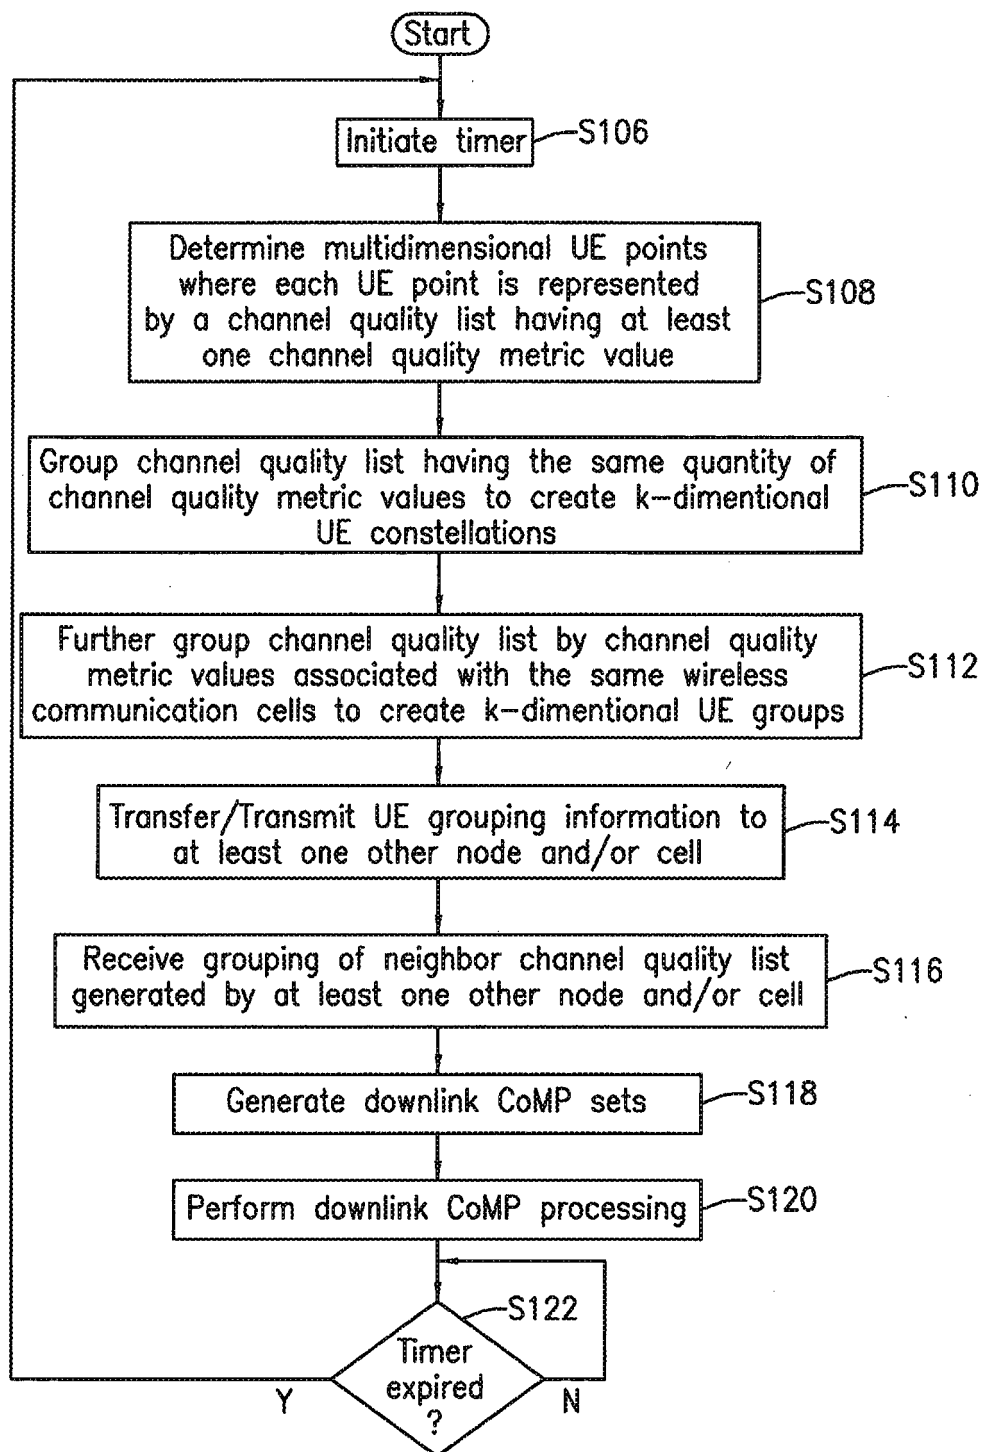 Start
Initiate timer
S106
Determine multidimensional UE points
where each UE point is represented
by a channel quality list having at least
one channel quality metric value
S108
Group channel quality list having the same quantity of
channel quality metric values to create k-dimentional
UE constellations
S110
Further group channel quality list by channel quality
metric values associated with the same wireless
communication cells to create k-dimentional UE groups
S112
Transfer/Transmit UE grouping information to
at least one other node and/or cell
S114
Receive grouping of neighbor channel quality list
generated by at least one other node and/or cell
S116
Generate downlink CoMP sets
S118
Perform downlink CoMP processing
S120
S122
Timer
expired
?
Y
N